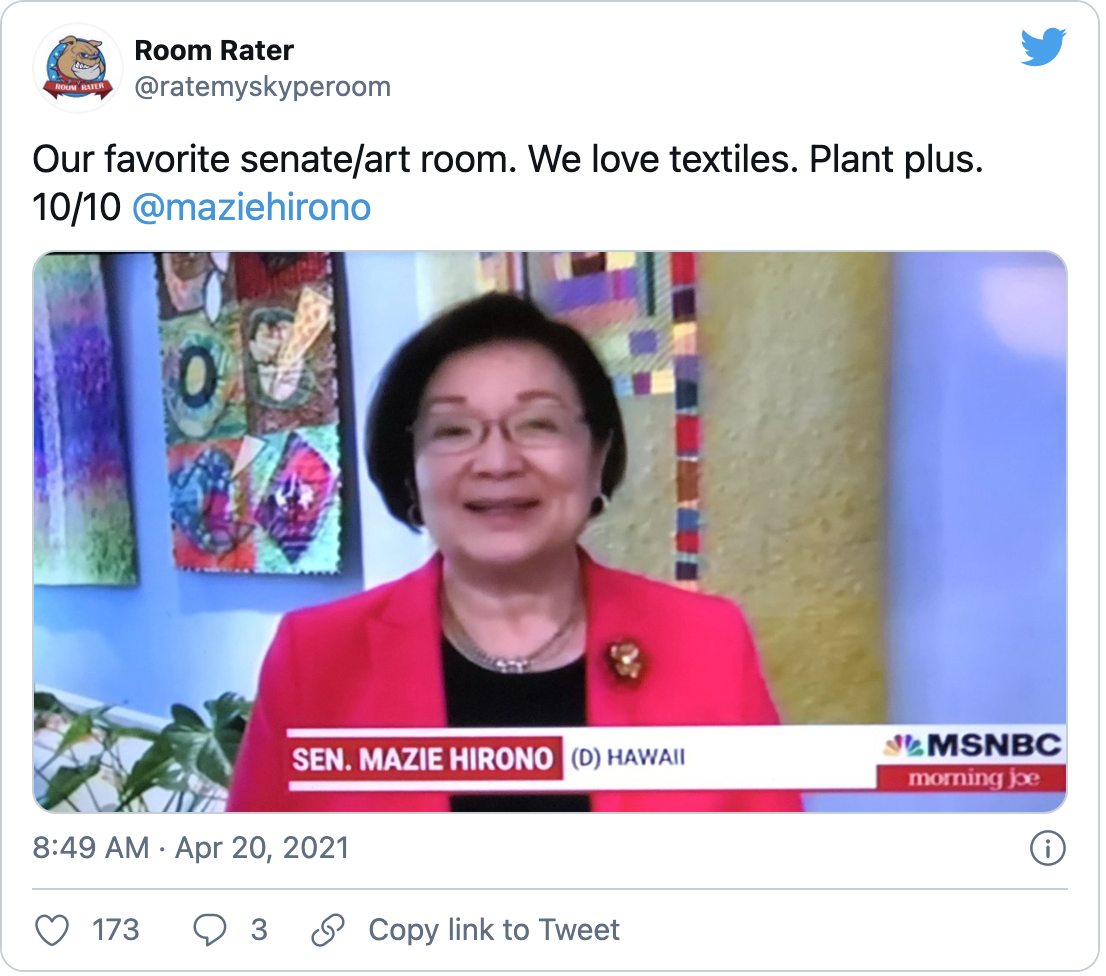 Room Rater
@ratemyskyperoom
ROOM RATER
Our favorite senate/art room. We love textiles. Plant plus.
10/10 @maziehirono
SEN. MAZIE HIRONO (D) HAWAII
MSNBC
morning joe
8:49 AM · Apr 20, 2021
173 3 Copy link to Tweet